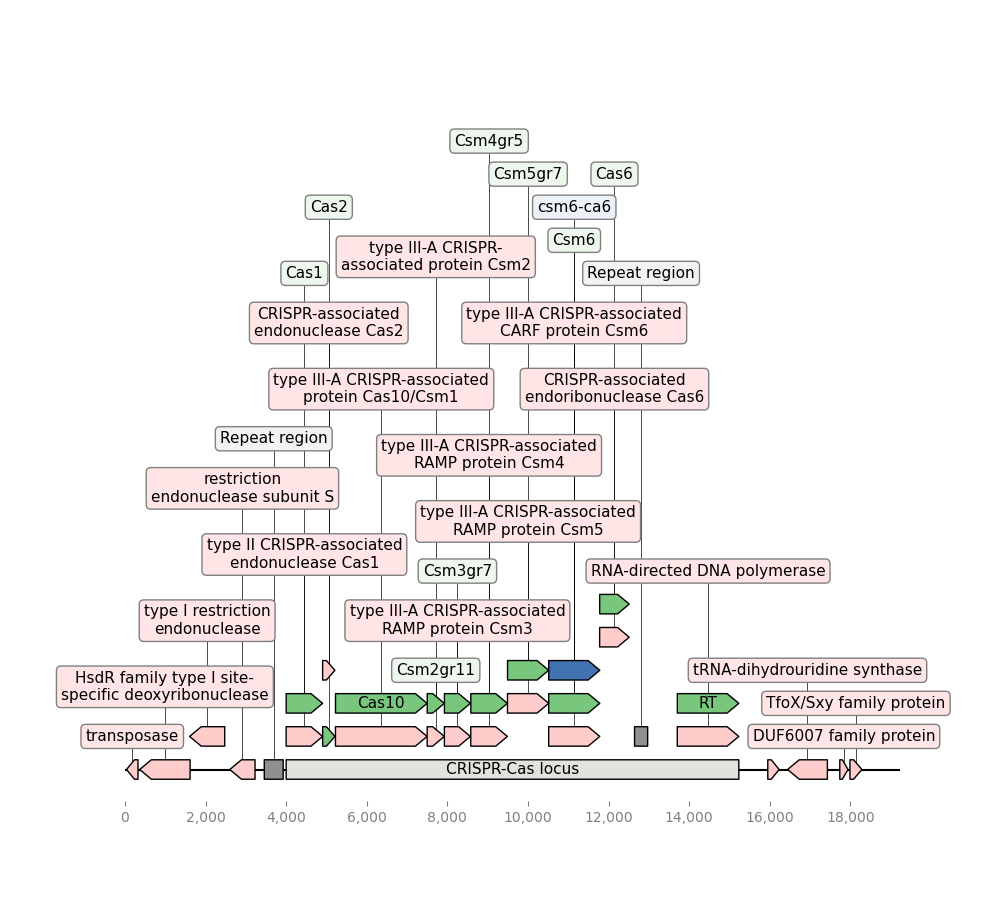 Csm4gr5
Csm5gr7
Cas6
Cas2
csm6-ca6
Csm6
type III-A CRISPR-
associated protein Csm2
Cas1
Repeat region
CRISPR-associated
endonuclease Cas2
type III-A CRISPR-associated
CARF protein Csm6
type III-A CRISPR-associated
protein Cas10/Csm1
CRISPR-associated
endoribonuclease Cas6
Repeat region
type III-A CRISPR-associated
RAMP protein Csm4
restriction
endonuclease subunit S
type III-A CRISPR-associated
RAMP protein Csm5
type II CRISPR-associated
endonuclease Cas1
Csm3gr7
RNA-directed DNA polymerase
type I restriction
endonuclease
type III-A CRISPR-associated
RAMP protein Csm3
HsdR family type I site-
specific deoxyribonuclease
Csm2gr11
tRNA-dihydrouridine synthase
Cas10
RT
TfoX/Sxy family protein
transposase
DUF6007 family protein
CRISPR-Cas locus
0
2,000
4,000
6,000
8,000
10,000
12,000
14,000
16,000
18,000